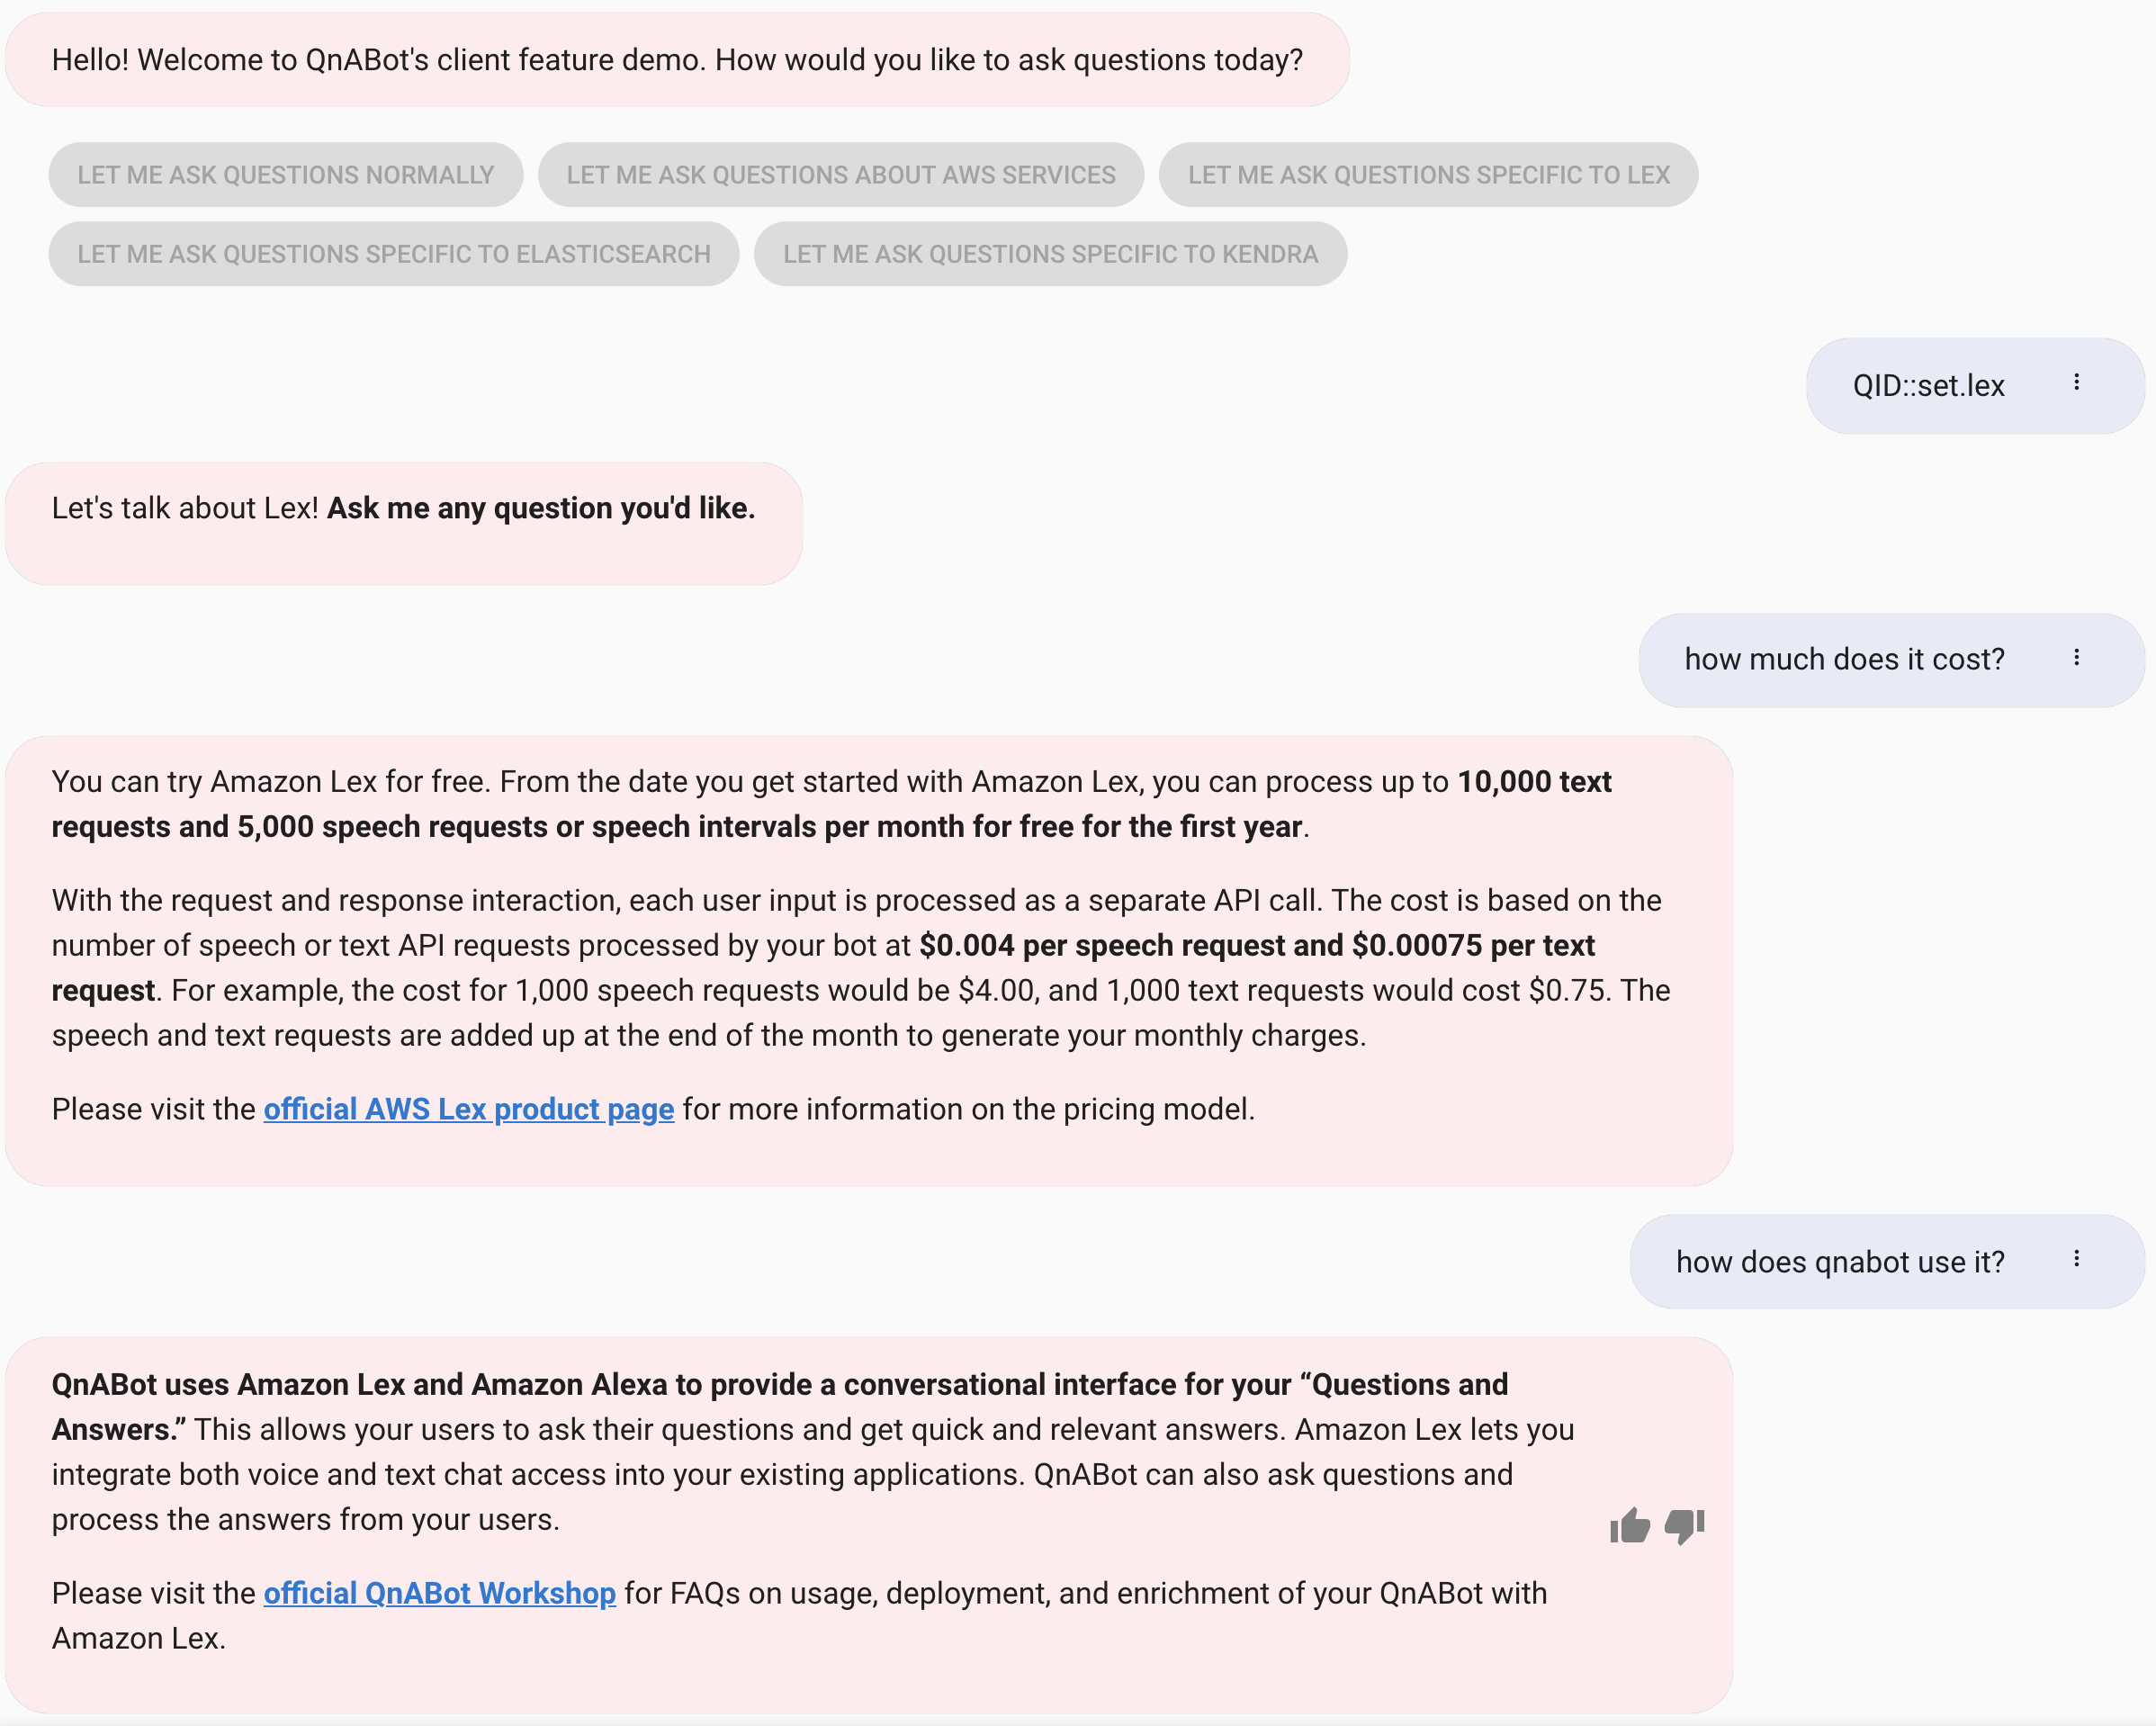 Hello! Welcome to QnABot's client feature demo. How would you like to ask questions today?
LET ME ASK QUESTIONS NORMALLY
LET ME ASK QUESTIONS ABOUT AWS SERVICES
LET ME ASK QUESTIONS SPECIFIC TO LEX
LET ME ASK QUESTIONS SPECIFIC TO ELASTICSEARCH
LET ME ASK QUESTIONS SPECIFIC TO KENDRA
QID::set.lex
Let's talk about Lex! Ask me any question you'd like.
how much does it cost?
You can try Amazon Lex for free. From the date you get started with Amazon Lex, you can process up to 10,000 text
requests and 5,000 speech requests or speech intervals per month for free for the first year.
With the request and response interaction, each user input is processed as a separate API call. The cost is based on the
number of speech or text API requests processed by your bot at $0.004 per speech request and $0.00075 per text
request. For example, the cost for 1,000 speech requests would be $4.00, and 1,000 text requests would cost $0.75. The
speech and text requests are added up at the end of the month to generate your monthly charges.
Please visit the official AWS Lex product page for more information on the pricing model.
how does qnabot use it?
QnABot uses Amazon Lex and Amazon Alexa to provide a conversational interface for your “Questions and
Answers.” This allows your users to ask their questions and get quick and relevant answers. Amazon Lex lets you
integrate both voice and text chat access into your existing applications. QnABot can also ask questions and
process the answers from your users.
Please visit the official QnABot Workshop for FAQs on usage, deployment, and enrichment of your QnABot with
Amazon Lex.